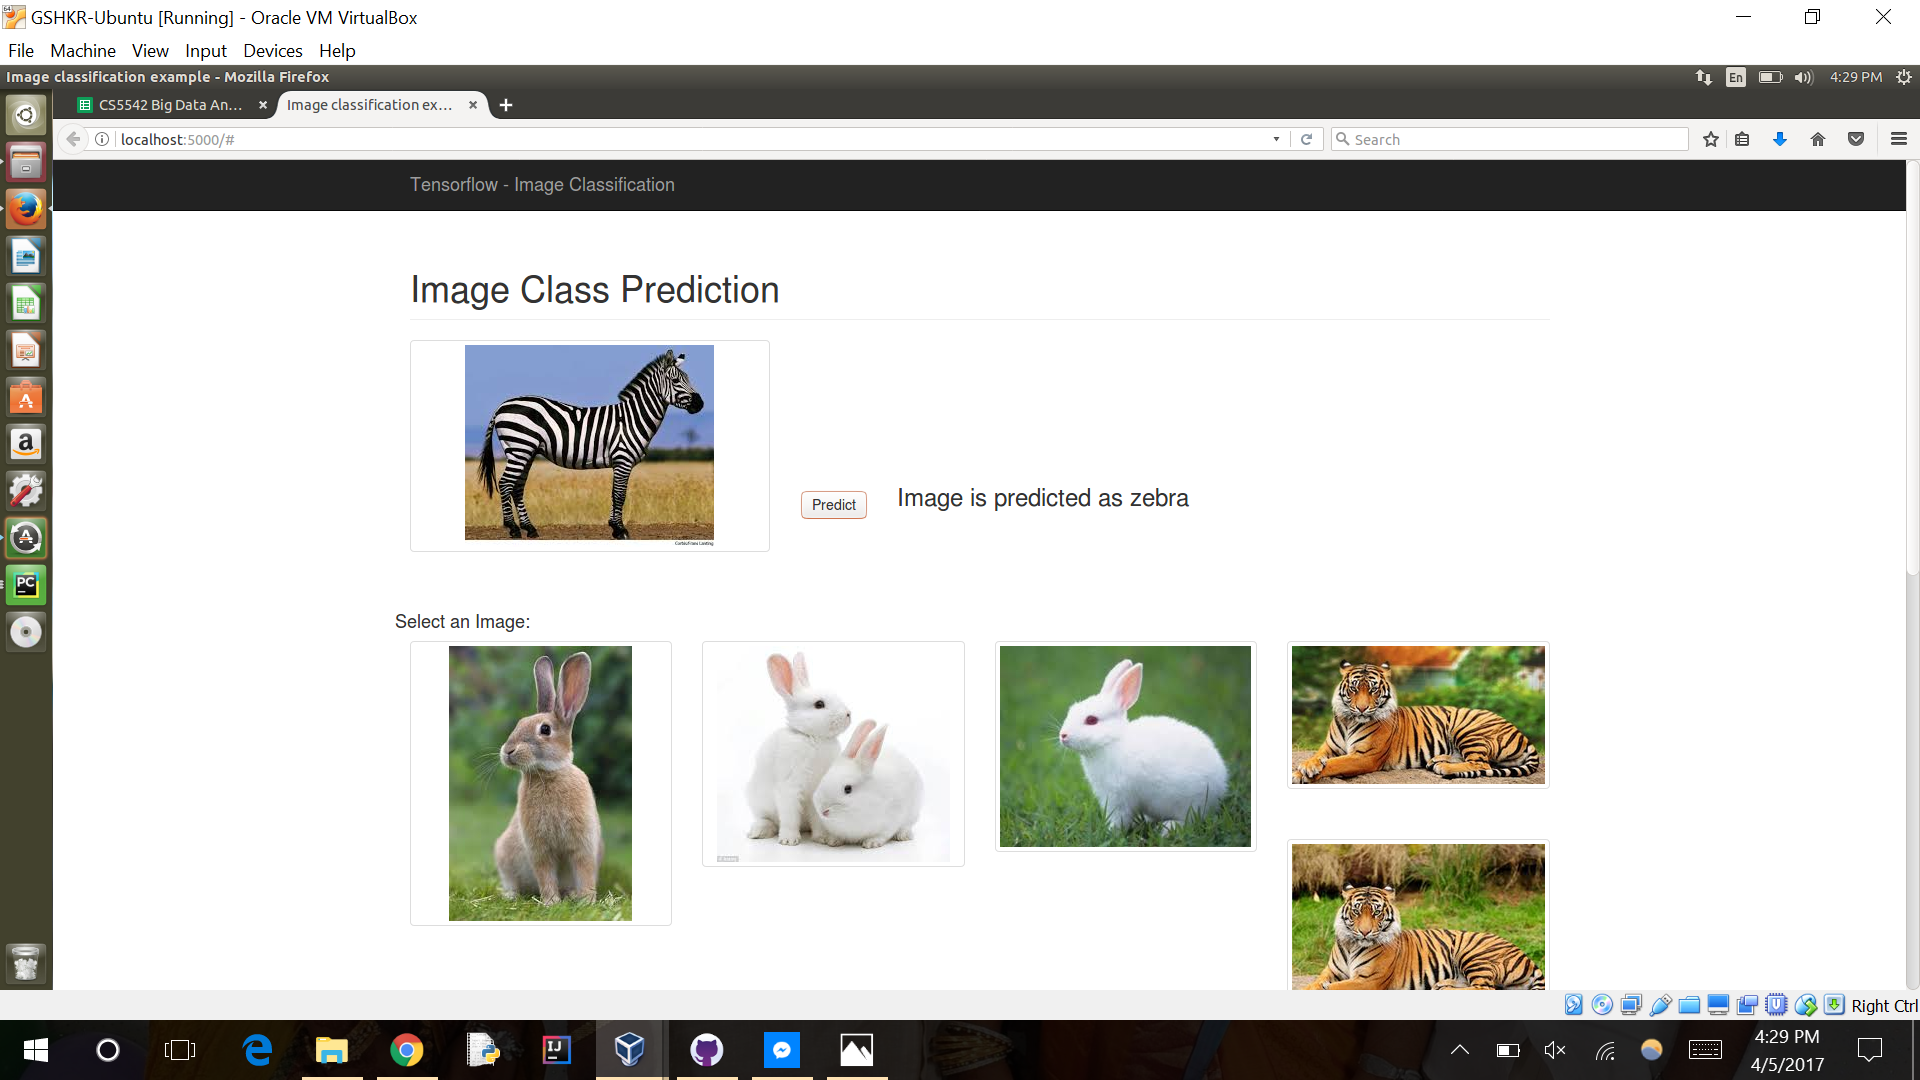 GSHKR-Ubuntu [Running] - Oracle VM VirtualBox
File Machine View Input Devices Help
Image classification example - Mozilla Firefox
En
4:29 PM
CS5542 Big Data An...
Image classification ex...
localhost:5000/#
Search
Tensorflow - Image Classification
Image Class Prediction
Predict
Image is predicted as zebra
Select an Image:
PC
Right Ctrl
IJ
4:29 PM
4/5/2017